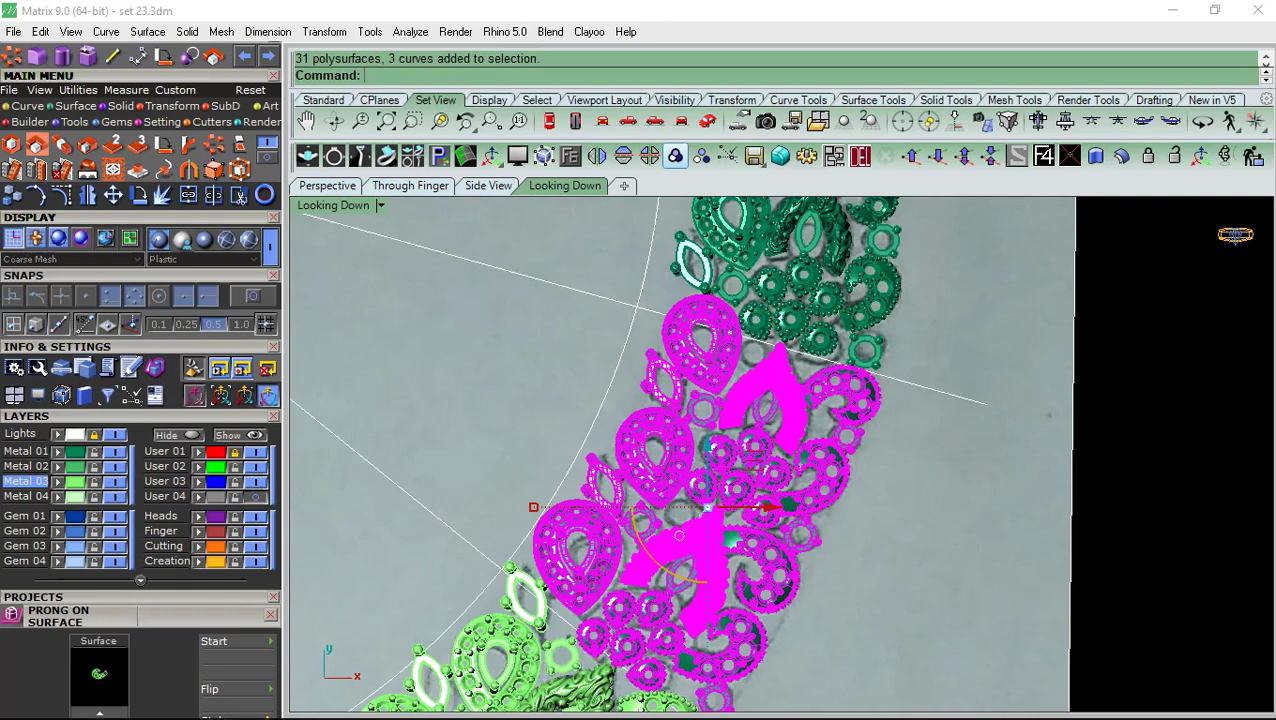 Matrix 9.0 (64-bit) - set 23.3dm
File Edit View Curve Surface Solid Mesh Dimension Transform Tools Analyze Render Rhino 5.0 Blend Clayoo Help
31 polysurfaces, 3 curves added to selection.
Command:
MAIN MENU
File View Utilities Measure Custom Reset
Curve Surface Solid Transform SubD Art
Builder Tools Gems Setting Cutters Render
Standard CPlanes Set View Display Select Viewport Layout Visibility Transform Curve Tools Surface Tools Solid Tools Mesh Tools Render Tools Drafting New in V5
Perspective Through Finger Side View Looking Down
Looking Down
DISPLAY
Coarse Mesh Plastic
SNAPS
0.1 0.25 0.5 1.0
INFO & SETTINGS
LAYERS
Lights Hide Show
Metal 01 User 01
Metal 02 User 02
Metal 03 User 03
Metal 04 User 04
Gem 01 Heads
Gem 02 Finger
Gem 03 Cutting
Gem 04 Creation
PROJECTS
PRONG ON
SURFACE
Surface Start
Flip
y
x